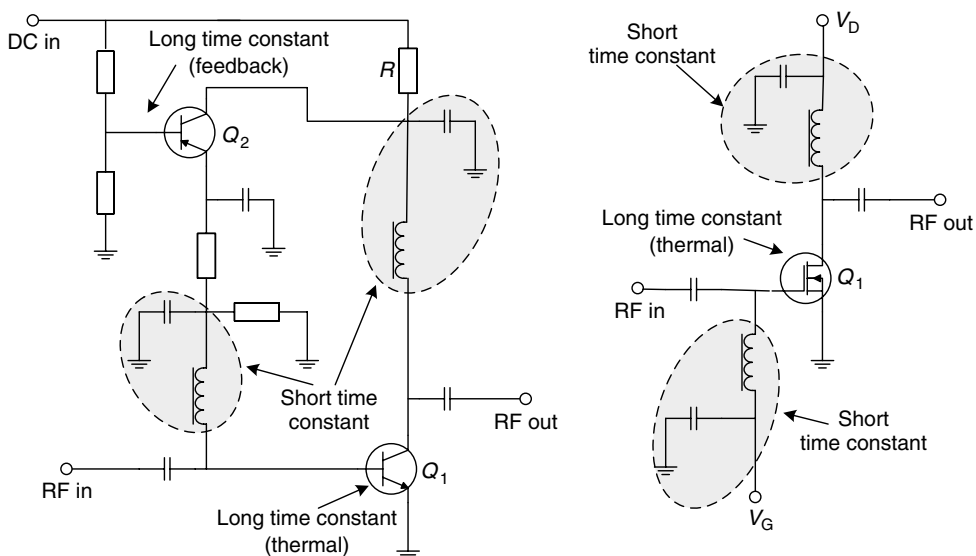 DC in
Long time constant
(feedback)
R
Q2
Short time
constant
RF out
RF in
Q1
Long time constant
(thermal)
VD
Short
time constant
Long time constant
(thermal)
RF out
Q1
RF in
Short
time constant
VG